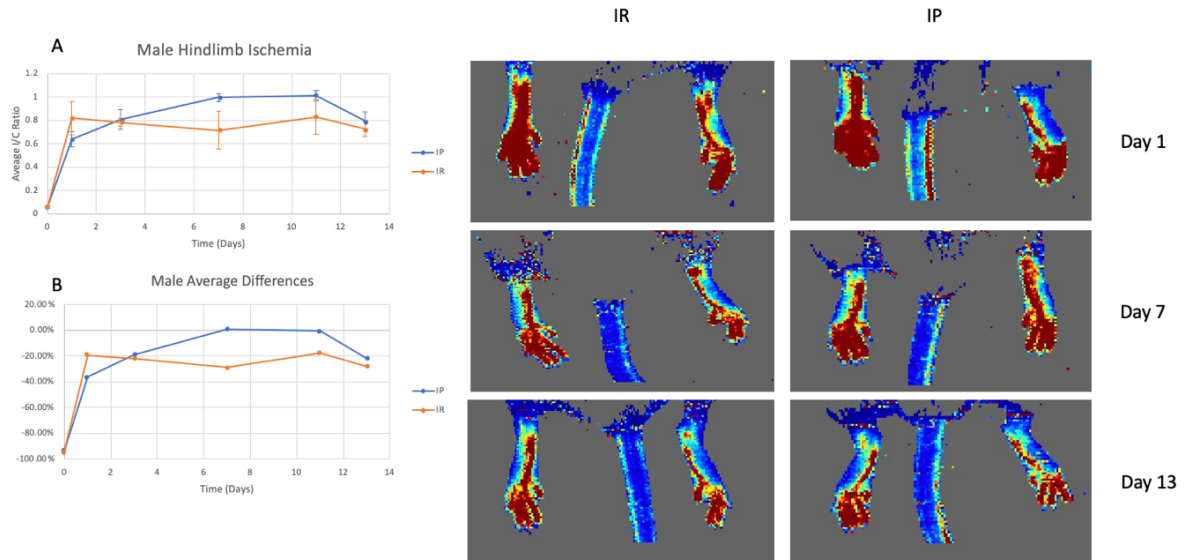 IR
IP
A
Male Hindlimb Ischemia
1.2
1
0.8
0.6
0.4
0.2
0
Aveage I/C Ratio
0
2
4
6
8
10
12
14
Time (Days)
IP
IR
Day 1
B
Male Average Differences
20.00%
0.00%
-20.00%
-40.00%
-60.00%
-80.00%
-100.00%
0
2
4
6
8
10
12
14
Time (Days)
IP
IR
Day 7
Day 13